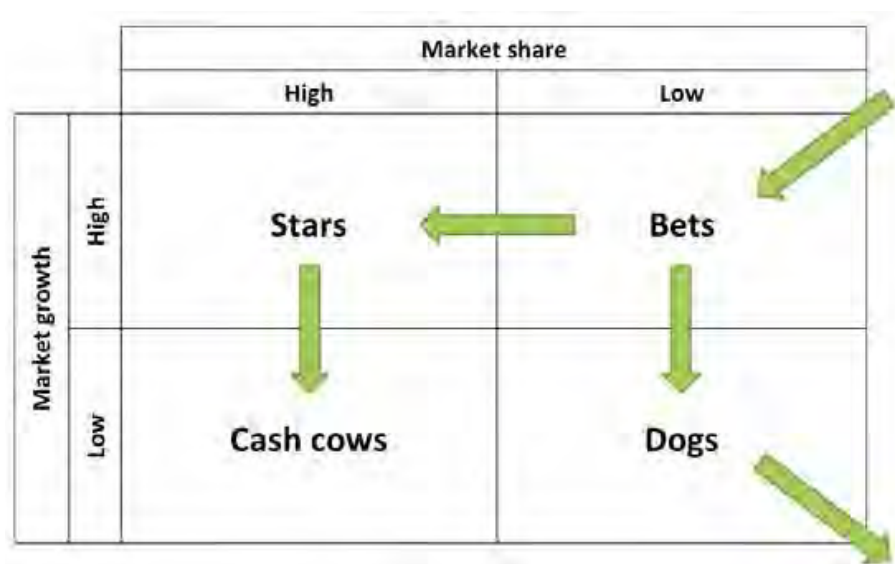 Market share
High Low
Market growth
High
Stars Bets
Low
Cash cows Dogs